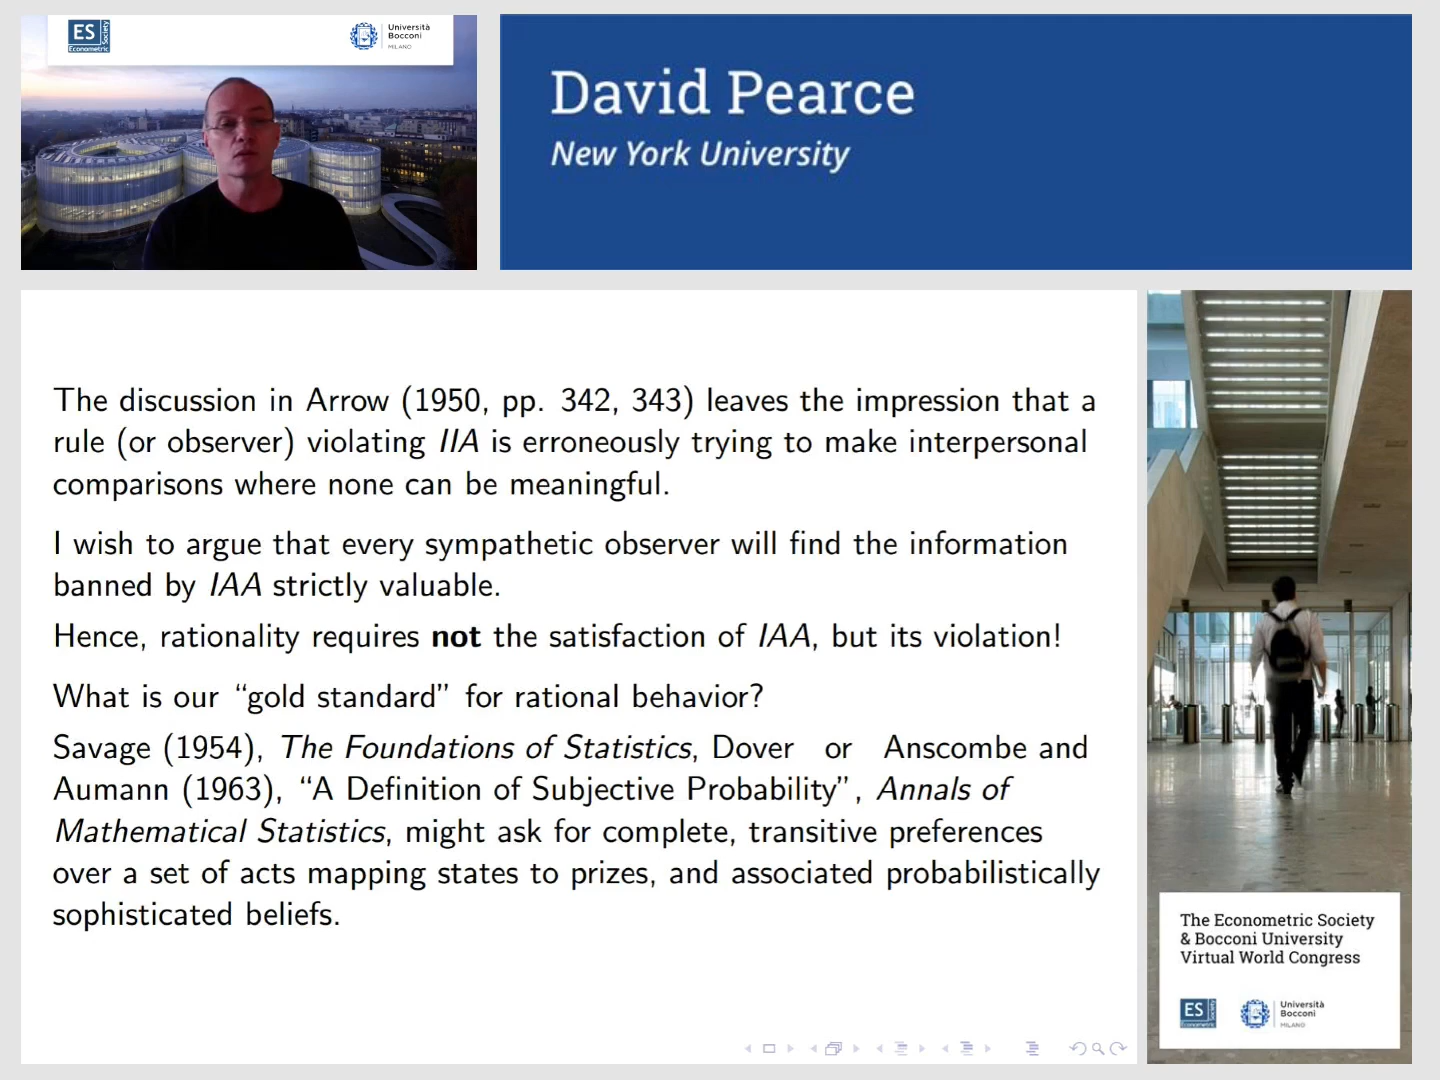 ES
Econometric
Society
Università
Bocconi
MILANO
David Pearce
New York University
The discussion in Arrow (1950, pp. 342, 343) leaves the impression that a
rule (or observer) violating IIA is erroneously trying to make interpersonal
comparisons where none can be meaningful.
I wish to argue that every sympathetic observer will find the information
banned by IAA strictly valuable.
Hence, rationality requires not the satisfaction of IAA, but its violation!
What is our “gold standard” for rational behavior?
Savage (1954), The Foundations of Statistics, Dover or Anscombe and
Aumann (1963), “A Definition of Subjective Probability”, Annals of
Mathematical Statistics, might ask for complete, transitive preferences
over a set of acts mapping states to prizes, and associated probabilistically
sophisticated beliefs.
The Econometric Society
& Bocconi University
Virtual World Congress
ES
Econometric
Society
Università
Bocconi
MILANO